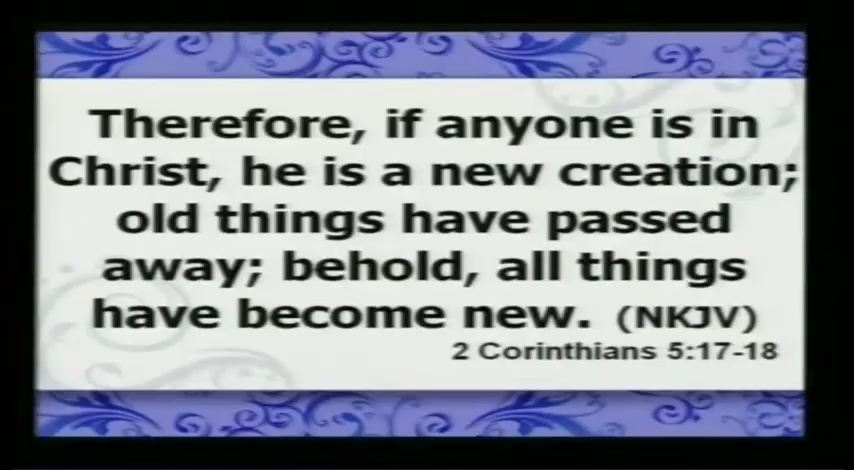 Therefore, if anyone is in
Christ, he is a new creation;
old things have passed
away; behold, all things
have become new. (NKJV)
2 Corinthians 5:17-18